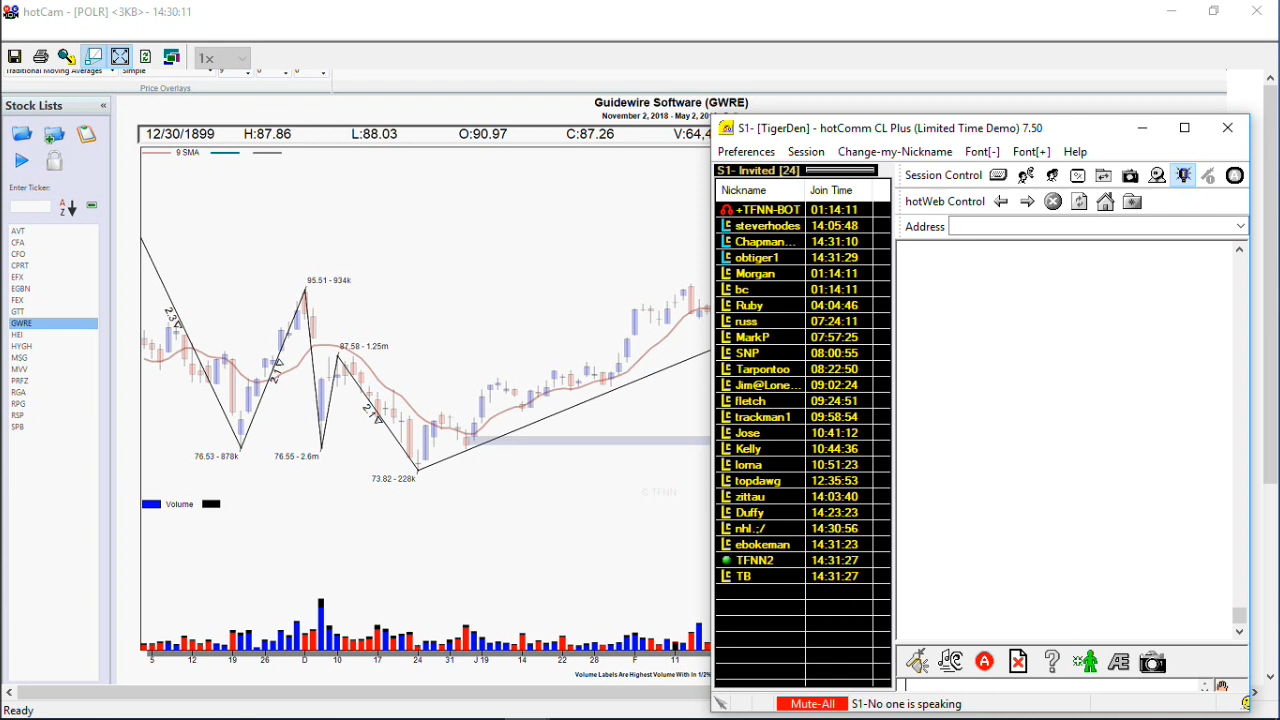 hotCam - [POLR] <3KB> - 14:30:11
1x
Traditional Moving Averages Simple 9 0 0
Price Overlays
Stock Lists «
Enter Ticker:
A
Z
AVT
CFA
CFO
CPRT
EFX
EGBN
FEX
GTT
GWRE
HEI
HYGH
MSG
MVV
PRFZ
RGA
RPG
RSP
SPB
Guidewire Software (GWRE)
November 2, 2018 - May 2,
12/30/1899 H:87.86 L:88.03 O:90.97 C:87.26 V:64.4
9 SMA
95.51 - 934k
87.58 - 1.25m
76.53 - 878k
76.55 - 2.6m
73.82 - 228k
© TFNN
Volume
5 12 19 26 D 10 17 24 J 19 14 22 28 5 11
Volume Labels Are Highest Volume With In 1/2%
S1- [TigerDen] - hotComm CL Plus (Limited Time Demo) 7.50
Preferences Session Change-my-Nickname Font[-] Font[+] Help
S1- Invited [24]
Nickname Join Time
+TFNN-BOT 01:14:11
steverhodes 14:05:48
Chapman... 14:31:10
obtiger1 14:31:29
Morgan 01:14:11
bc 01:14:11
Ruby 04:04:46
russ 07:24:11
MarkP 07:57:25
SNP 08:00:55
Tarpontoo 08:22:50
Jim@Lone... 09:02:24
fletch 09:24:51
trackman1 09:58:54
Jose 10:41:12
Kelly 10:44:36
lorna 10:51:23
topdawg 12:35:53
zittau 14:03:40
Duffy 14:23:23
nhl.:/ 14:30:56
ebokeman 14:31:23
TFNN2 14:31:27
TB 14:31:27
Session Control
hotWeb Control
Address
Mute-All S1-No one is speaking
Ready